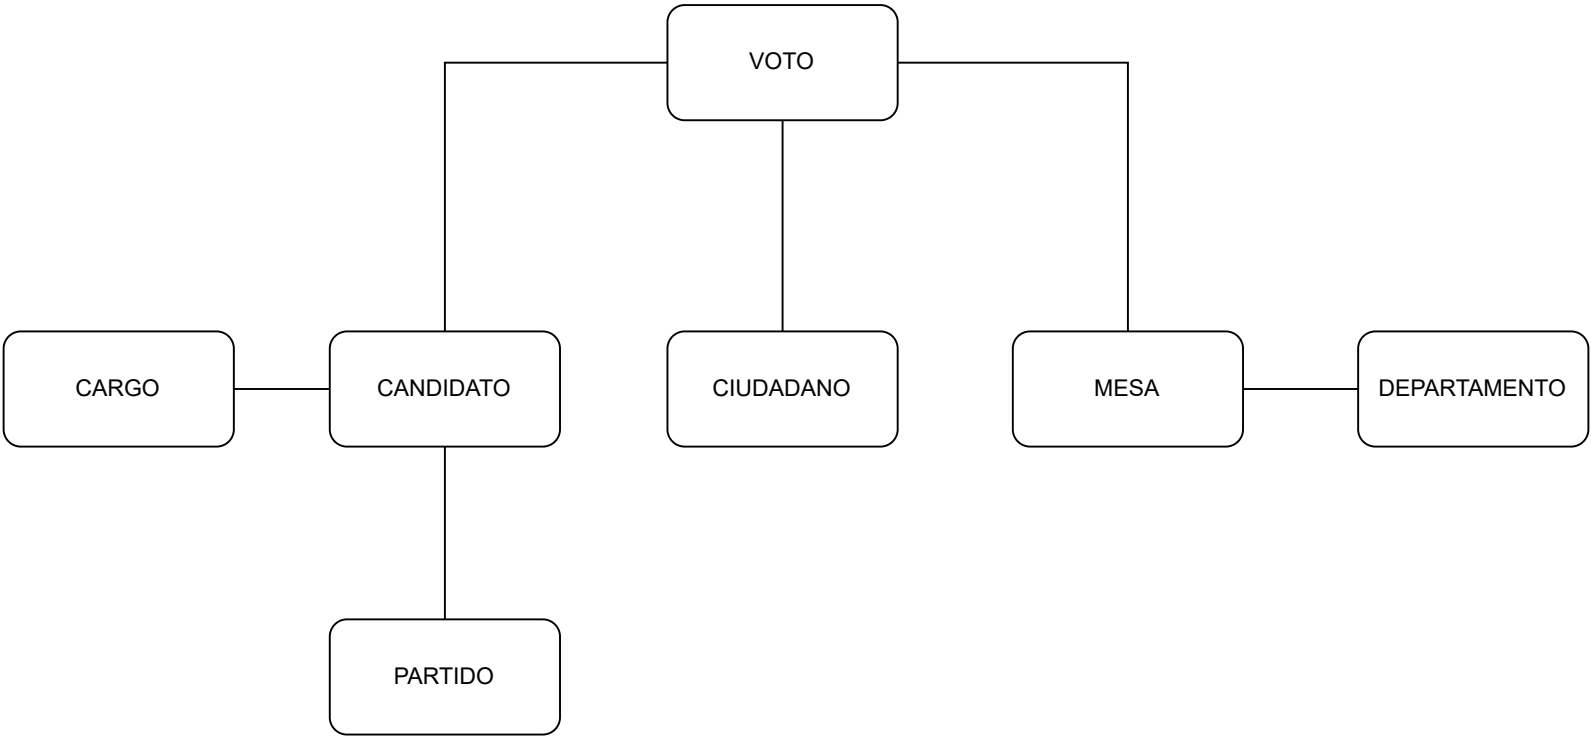 VOTO
CARGO
CANDIDATO
CIUDADANO
MESA
DEPARTAMENTO
PARTIDO